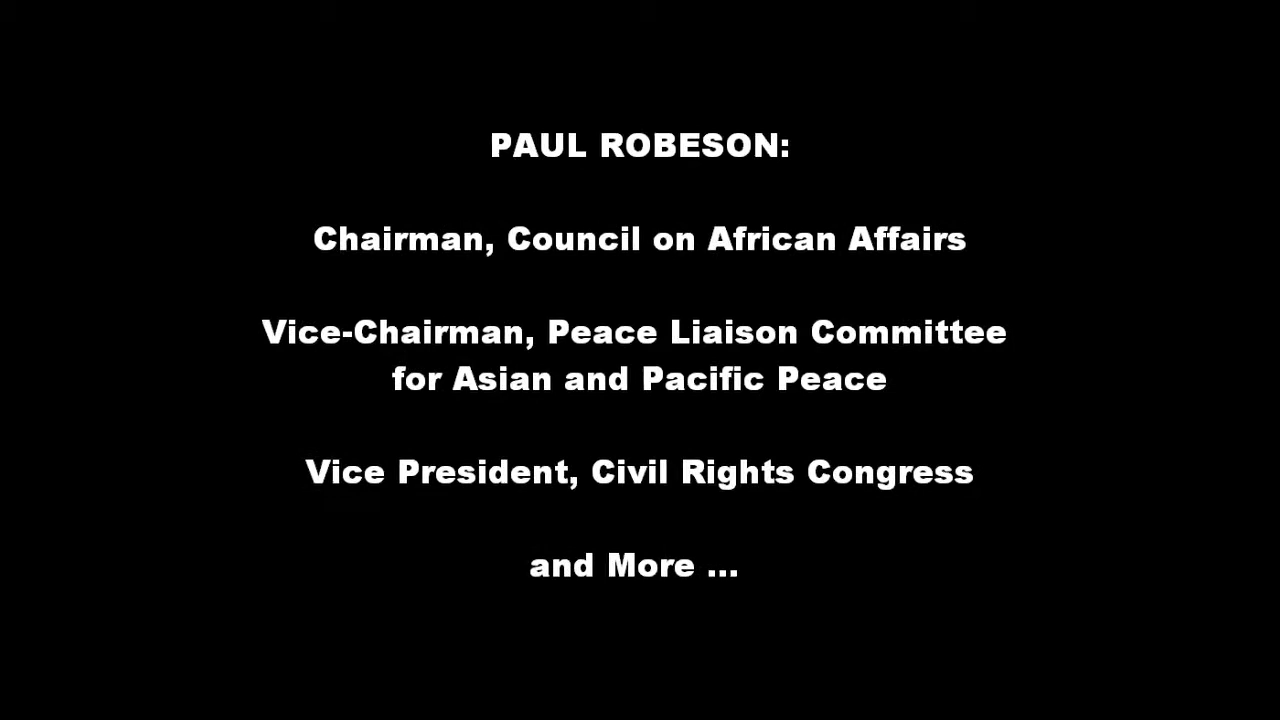 PAUL ROBESON:
Chairman, Council on African Affairs
Vice-Chairman, Peace Liaison Committee
for Asian and Pacific Peace
Vice President, Civil Rights Congress
and More ...